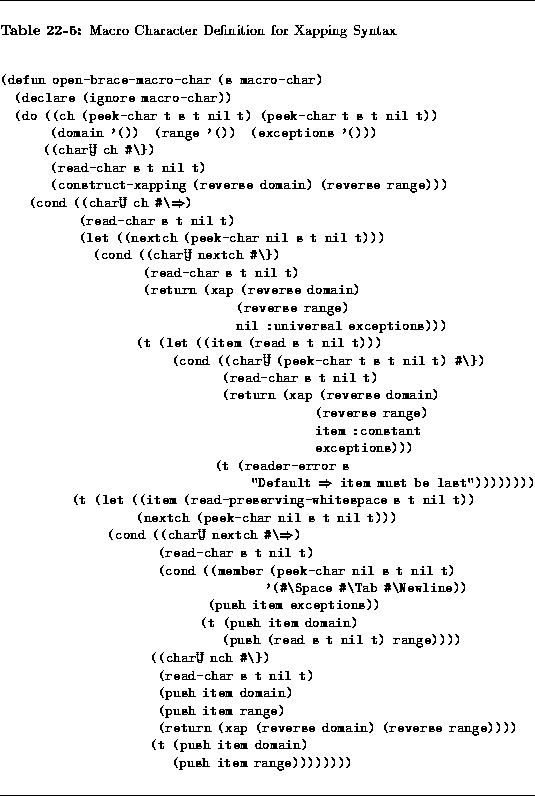 Table 22-5: Macro Character Definition for Xapping Syntax
(defun open-brace-macro-char (s macro-char)
(declare (ignore macro-char))
(do ((ch (peek-char t s t nil t) (peek-char t s t nil t))
(domain '()) (range '()) (exceptions '()))
((char⋓ ch #\})
(read-char s t nil t)
(construct-xapping (reverse domain) (reverse range)))
(cond ((char⋓ ch #\⇒)
(read-char s t nil t)
(let ((nextch (peek-char nil s t nil t)))
(cond ((char⋓ nextch #\})
(read-char s t nil t)
(return (xap (reverse domain)
(reverse range)
nil :universal exceptions)))
(t (let ((item (read s t nil t)))
(cond ((char⋓ (peek-char t s t nil t) #\})
(read-char s t nil t)
(return (xap (reverse domain)
(reverse range)
item :constant
exceptions)))
(t (reader-error s
"Default ⇒ item must be last"))))))))
(t (let ((item (read-preserving-whitespace s t nil t))
(nextch (peek-char nil s t nil t)))
(cond ((char⋓ nextch #\⇒)
(read-char s t nil t)
(cond ((member (peek-char nil s t nil t)
'(#\Space #\Tab #\Newline))
(push item exceptions))
(t (push item domain)
(push (read s t nil t) range))))
((char⋓ nch #\})
(read-char s t nil t)
(push item domain)
(push item range)
(return (xap (reverse domain) (reverse range))))
(t (push item domain)
(push item range))))))))